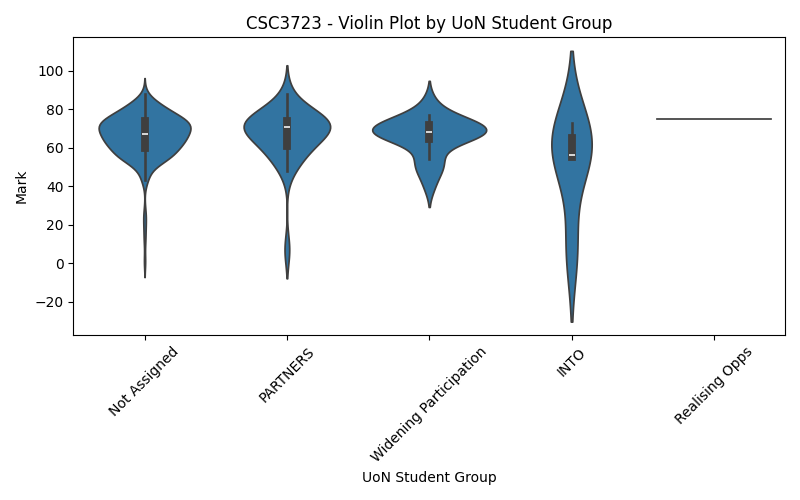 CSC3723 - Violin Plot by UoN Student Group
100
80
60
40
20
0
−20
Mark
Not Assigned
PARTNERS
Widening Participation
INTO
Realising Opps
UoN Student Group